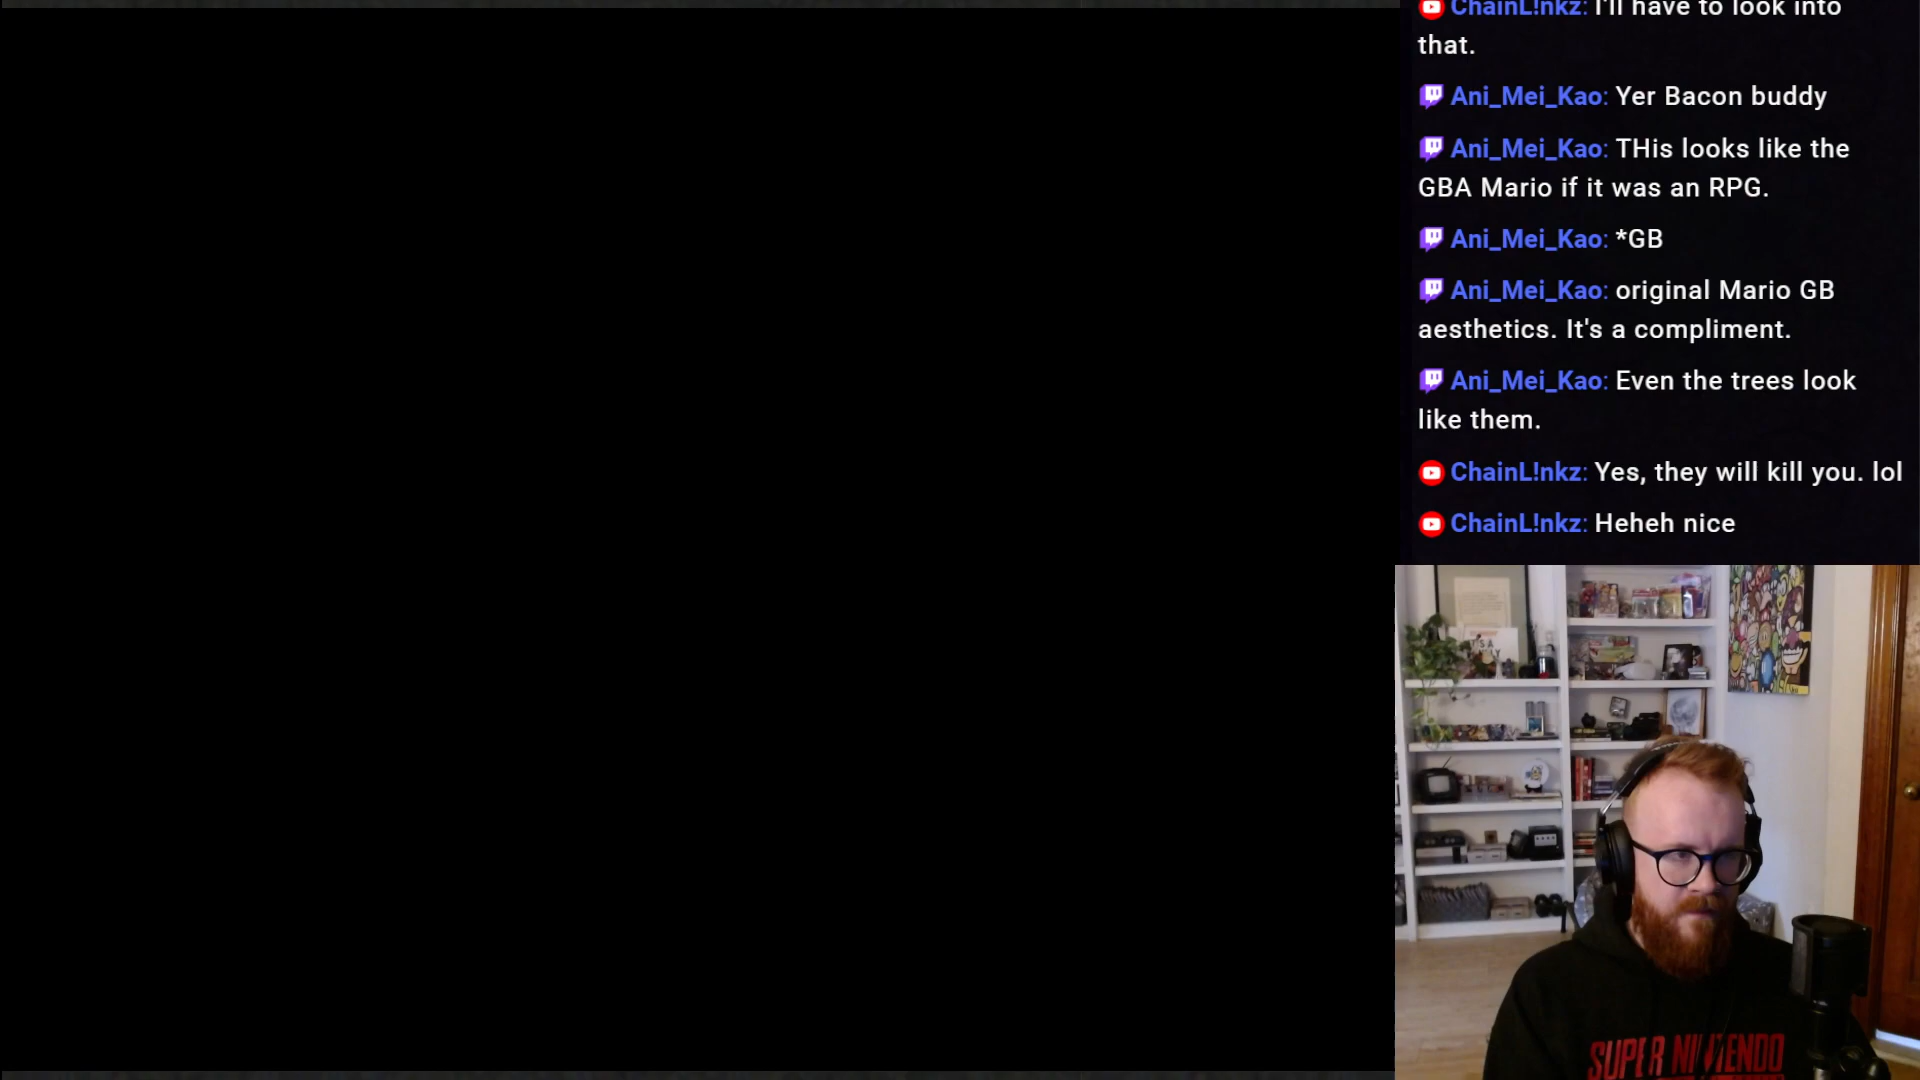 ChainL!nkz: I'll have to look into
that.
Ani_Mei_Kao: Yer Bacon buddy
Ani_Mei_Kao: THis looks like the
GBA Mario if it was an RPG.
Ani_Mei_Kao: *GB
Ani_Mei_Kao: original Mario GB
aesthetics. It's a compliment.
Ani_Mei_Kao: Even the trees look
like them.
ChainL!nkz: Yes, they will kill you. lol
ChainL!nkz: Heheh nice
SUPER NINTENDO